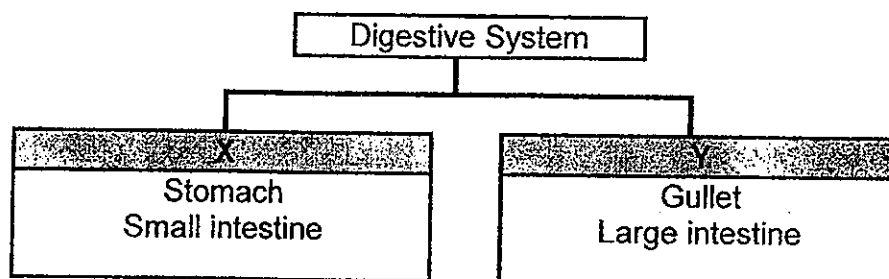 Digestive System
X
Stomach
Small intestine
Y
Gullet
Large intestine